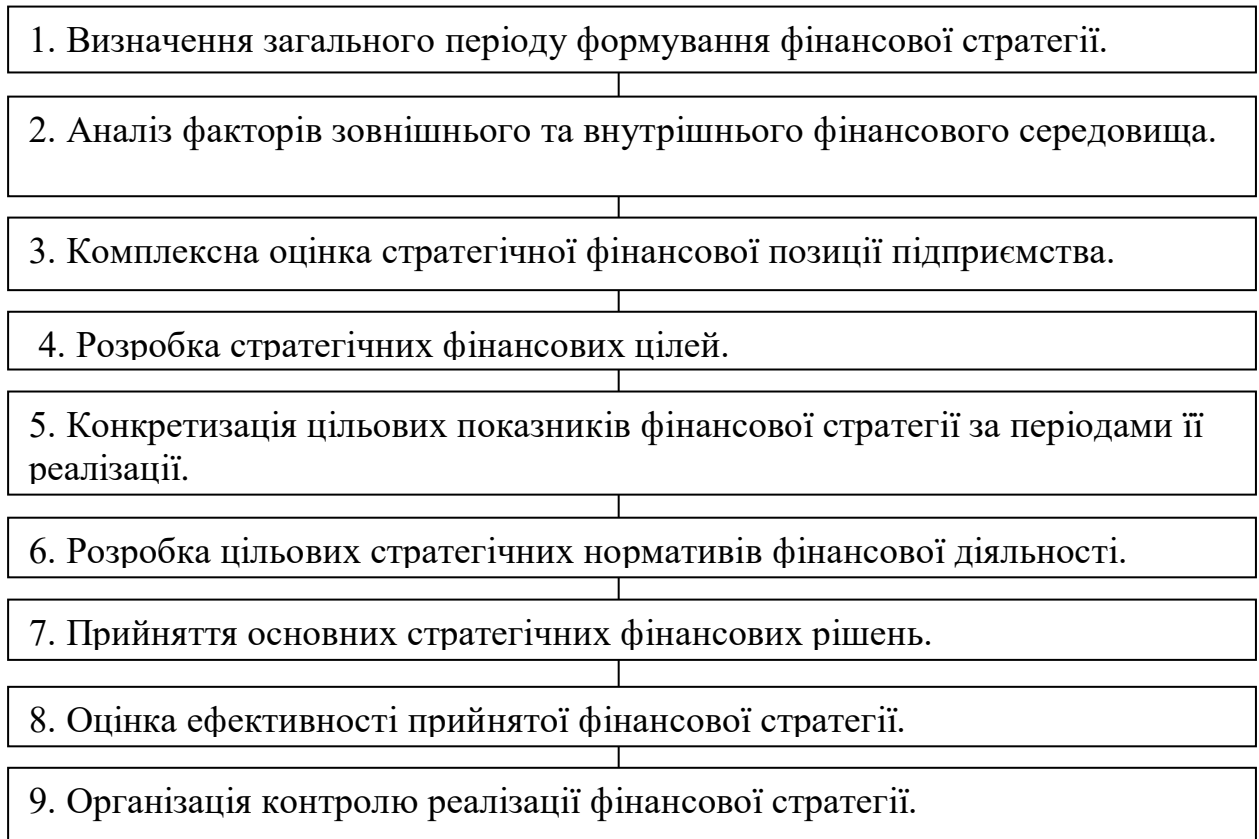 1. Визначення загального періоду формування фінансової стратегії.
2. Аналіз факторів зовнішнього та внутрішнього фінансового середовища.
3. Комплексна оцінка стратегічної фінансової позиції підприємства.
4. Розробка стратегічних фінансових цілей.
5. Конкретизація цільових показників фінансової стратегії за періодами її
реалізації.
6. Розробка цільових стратегічних нормативів фінансової діяльності.
7. Прийняття основних стратегічних фінансових рішень.
8. Оцінка ефективності прийнятої фінансової стратегії.
9. Організація контролю реалізації фінансової стратегії.